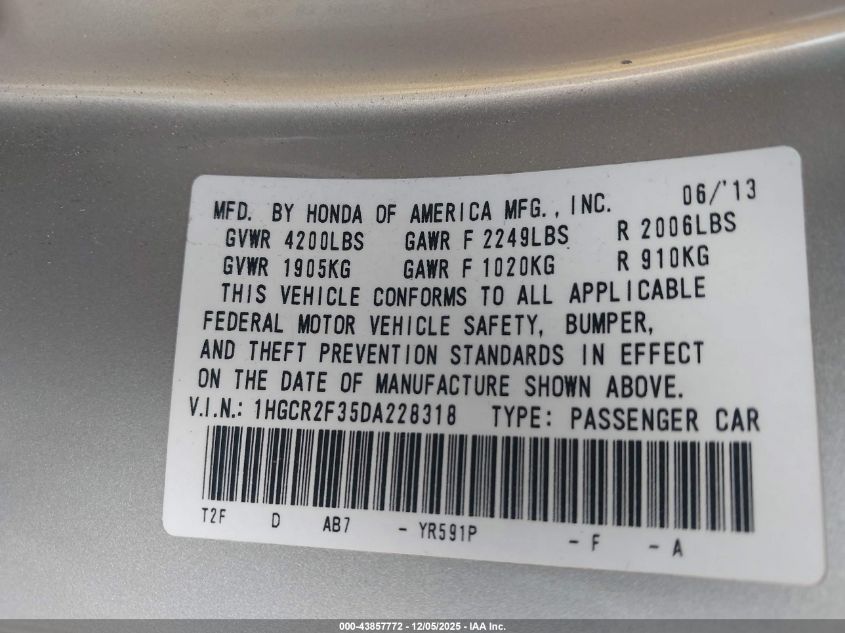 MFD. BY HONDA OF AMERICA MFG., INC. 06/'13
GVWR 4200LBS GAWR F 2249LBS R 2006LBS
GVWR 1905KG GAWR F 1020KG R 910KG
THIS VEHICLE CONFORMS TO ALL APPLICABLE
FEDERAL MOTOR VEHICLE SAFETY, BUMPER,
AND THEFT PREVENTION STANDARDS IN EFFECT
ON THE DATE OF MANUFACTURE SHOWN ABOVE.
V.I.N.: 1HGCR2F35DA228318 TYPE: PASSENGER CAR
T2F D AB7 - YR591P - F - A
000-43857772 - 12/05/2025 - IAA Inc.